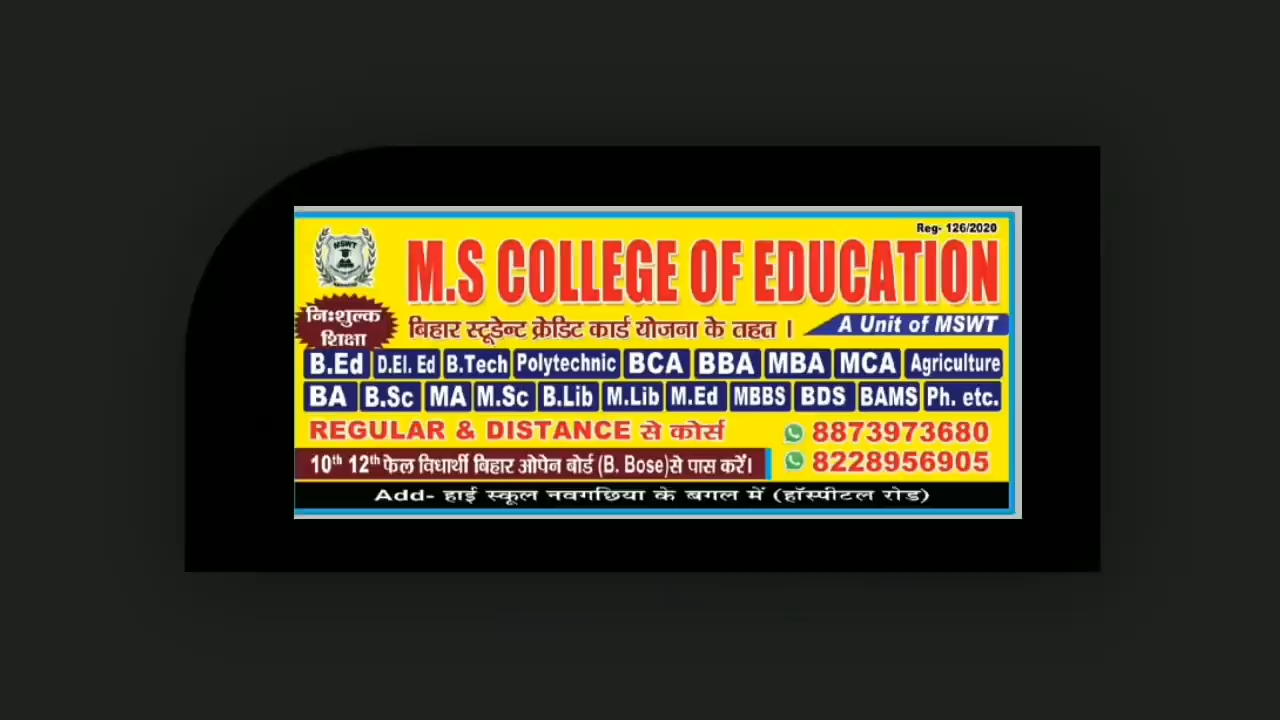 Reg- 126/2020
MSWT
M.S COLLEGE OF EDUCATION
निःशुल्क
शिक्षा
बिहार स्टूडेन्ट क्रेडिट कार्ड योजना के तहत ।
A Unit of MSWT
B.Ed D.El. Ed B.Tech Polytechnic BCA BBA MBA MCA Agriculture
BA B.Sc MA M.Sc B.Lib M.Lib M.Ed MBBS BDS BAMS Ph. etc.
REGULAR & DISTANCE से कोर्स
8873973680
10th 12th फेल विधार्थी बिहार ओपेन बोर्ड (B. Bose)से पास करें।
8228956905
Add- हाई स्कूल नवगछिया के बगल में (हॉस्पीटल रोड)